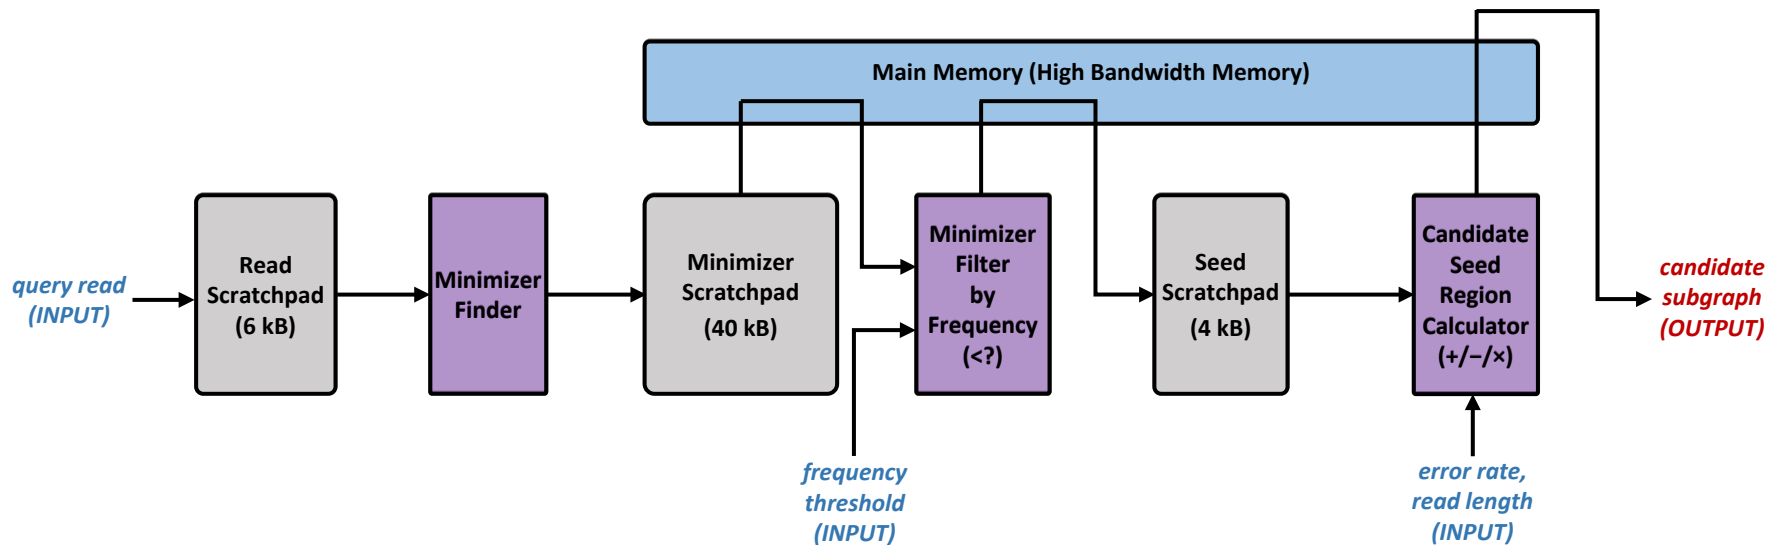 Main Memory (High Bandwidth Memory)
query read
(INPUT)
Read
Scratchpad
(6 kB)
Minimizer
Finder
Minimizer
Scratchpad
(40 kB)
Minimizer
Filter
by
Frequency
(<?)
Seed
Scratchpad
(4 kB)
Candidate
Seed
Region
Calculator
(+/−/×)
candidate
subgraph
(OUTPUT)
frequency
threshold
(INPUT)
error rate,
read length
(INPUT)